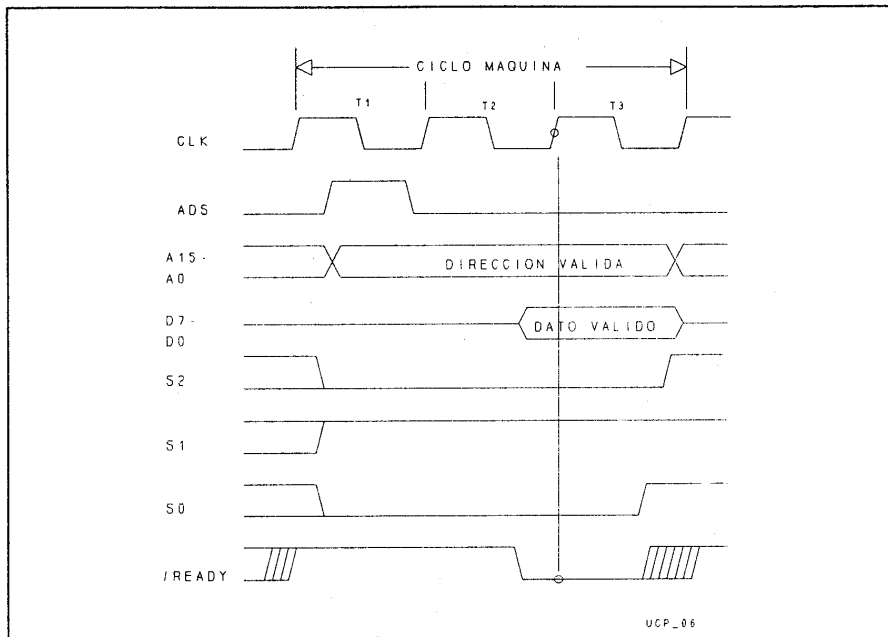 CICLO MAQUINA
T1 T2 T3
CLK
ADS
A15-
A0
DIRECCION VALIDA
D7-
D0
DATO VALIDO
S2
S1
S0
/READY
UCP_06